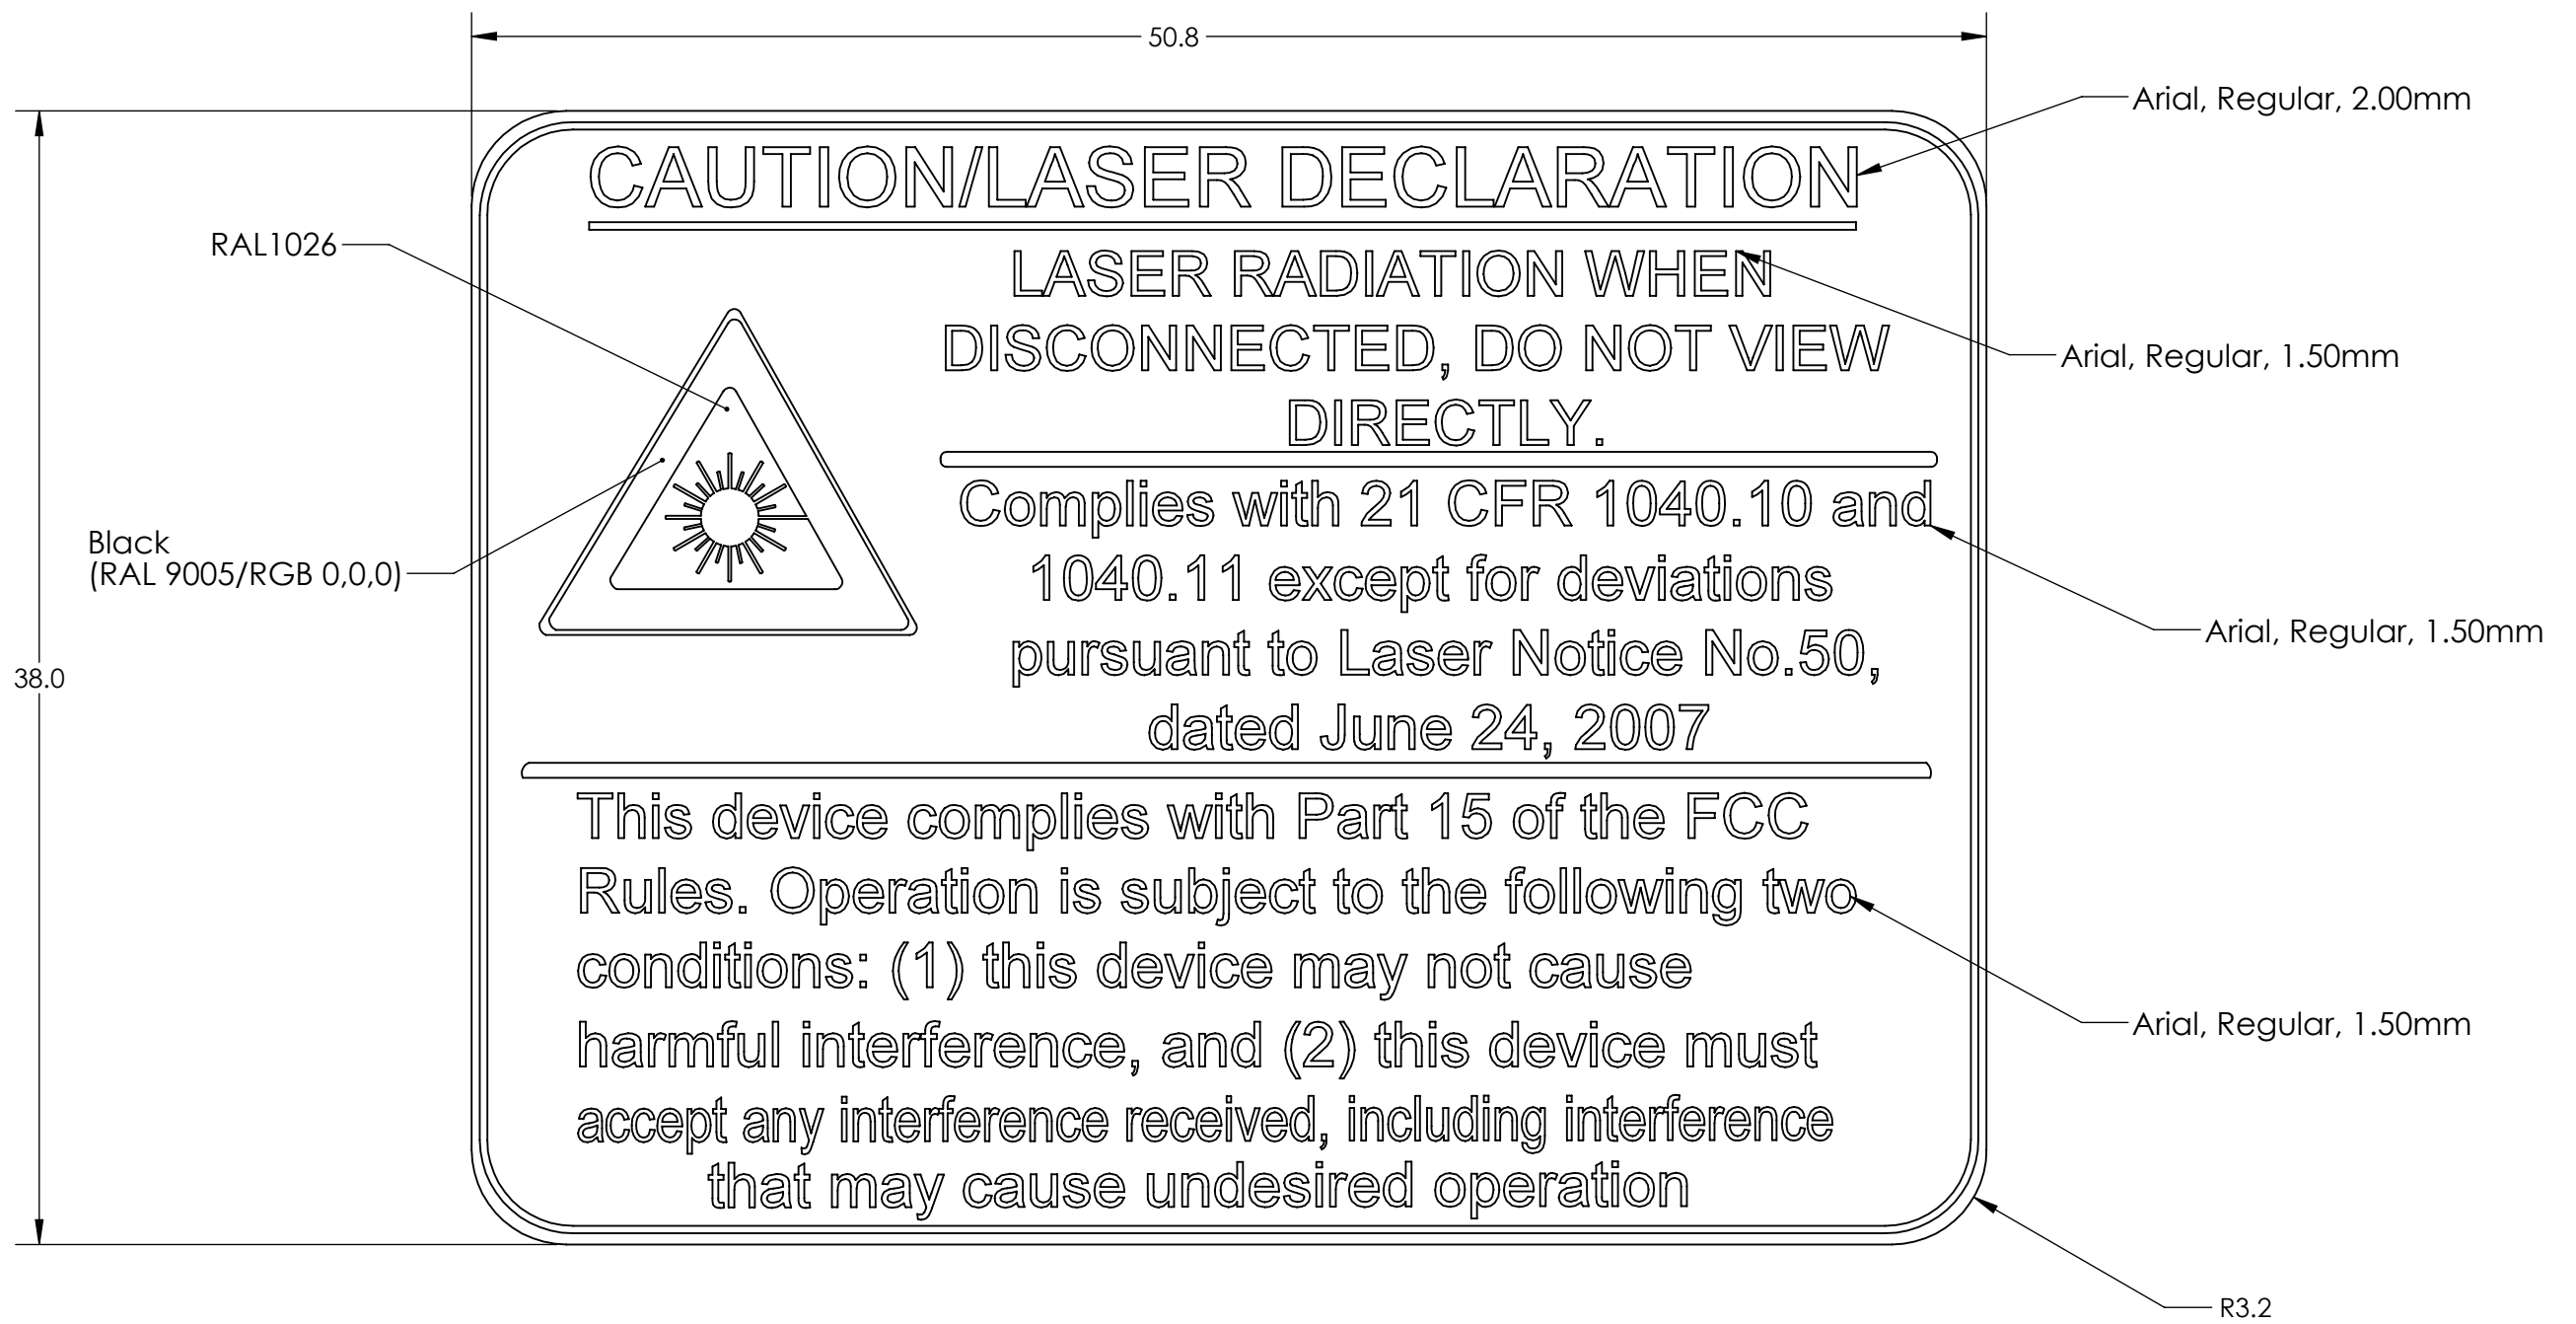 50.8
Arial, Regular, 2.00mm
CAUTION/LASER DECLARATION
RAL1026
LASER RADIATION WHEN
DISCONNECTED, DO NOT VIEW
DIRECTLY.
Arial, Regular, 1.50mm
Complies with 21 CFR 1040.10 and
1040.11 except for deviations
pursuant to Laser Notice No.50,
dated June 24, 2007
Black
(RAL 9005/RGB 0,0,0)
Arial, Regular, 1.50mm
38.0
This device complies with Part 15 of the FCC
Rules. Operation is subject to the following two
conditions: (1) this device may not cause
harmful interference, and (2) this device must
accept any interference received, including interference
that may cause undesired operation
Arial, Regular, 1.50mm
R3.2